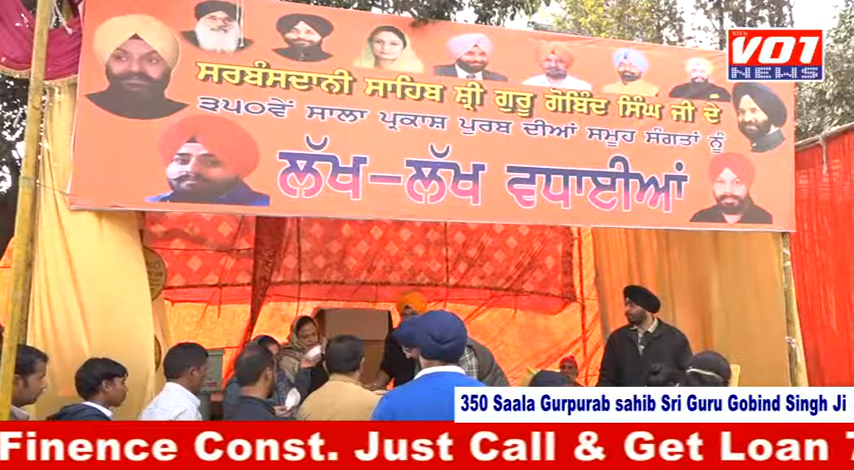 VO1
NEWS
ਸਰਬੰਸਦਾਨੀ ਸਾਹਿਬ ਸ਼੍ਰੀ ਗੁਰੂ ਗੋਬਿੰਦ ਸਿੰਘ ਜੀ ਦੇ
੩੫੦ਵੇਂ ਸਾਲਾ ਪ੍ਰਕਾਸ਼ ਪੁਰਬ ਦੀਆਂ ਸਮੂਹ ਸੰਗਤਾਂ ਨੂੰ
ਲੱਖ-ਲੱਖ ਵਧਾਈਆਂ
350 Saala Gurpurab sahib Sri Guru Gobind Singh Ji
Finence Const. Just Call & Get Loan